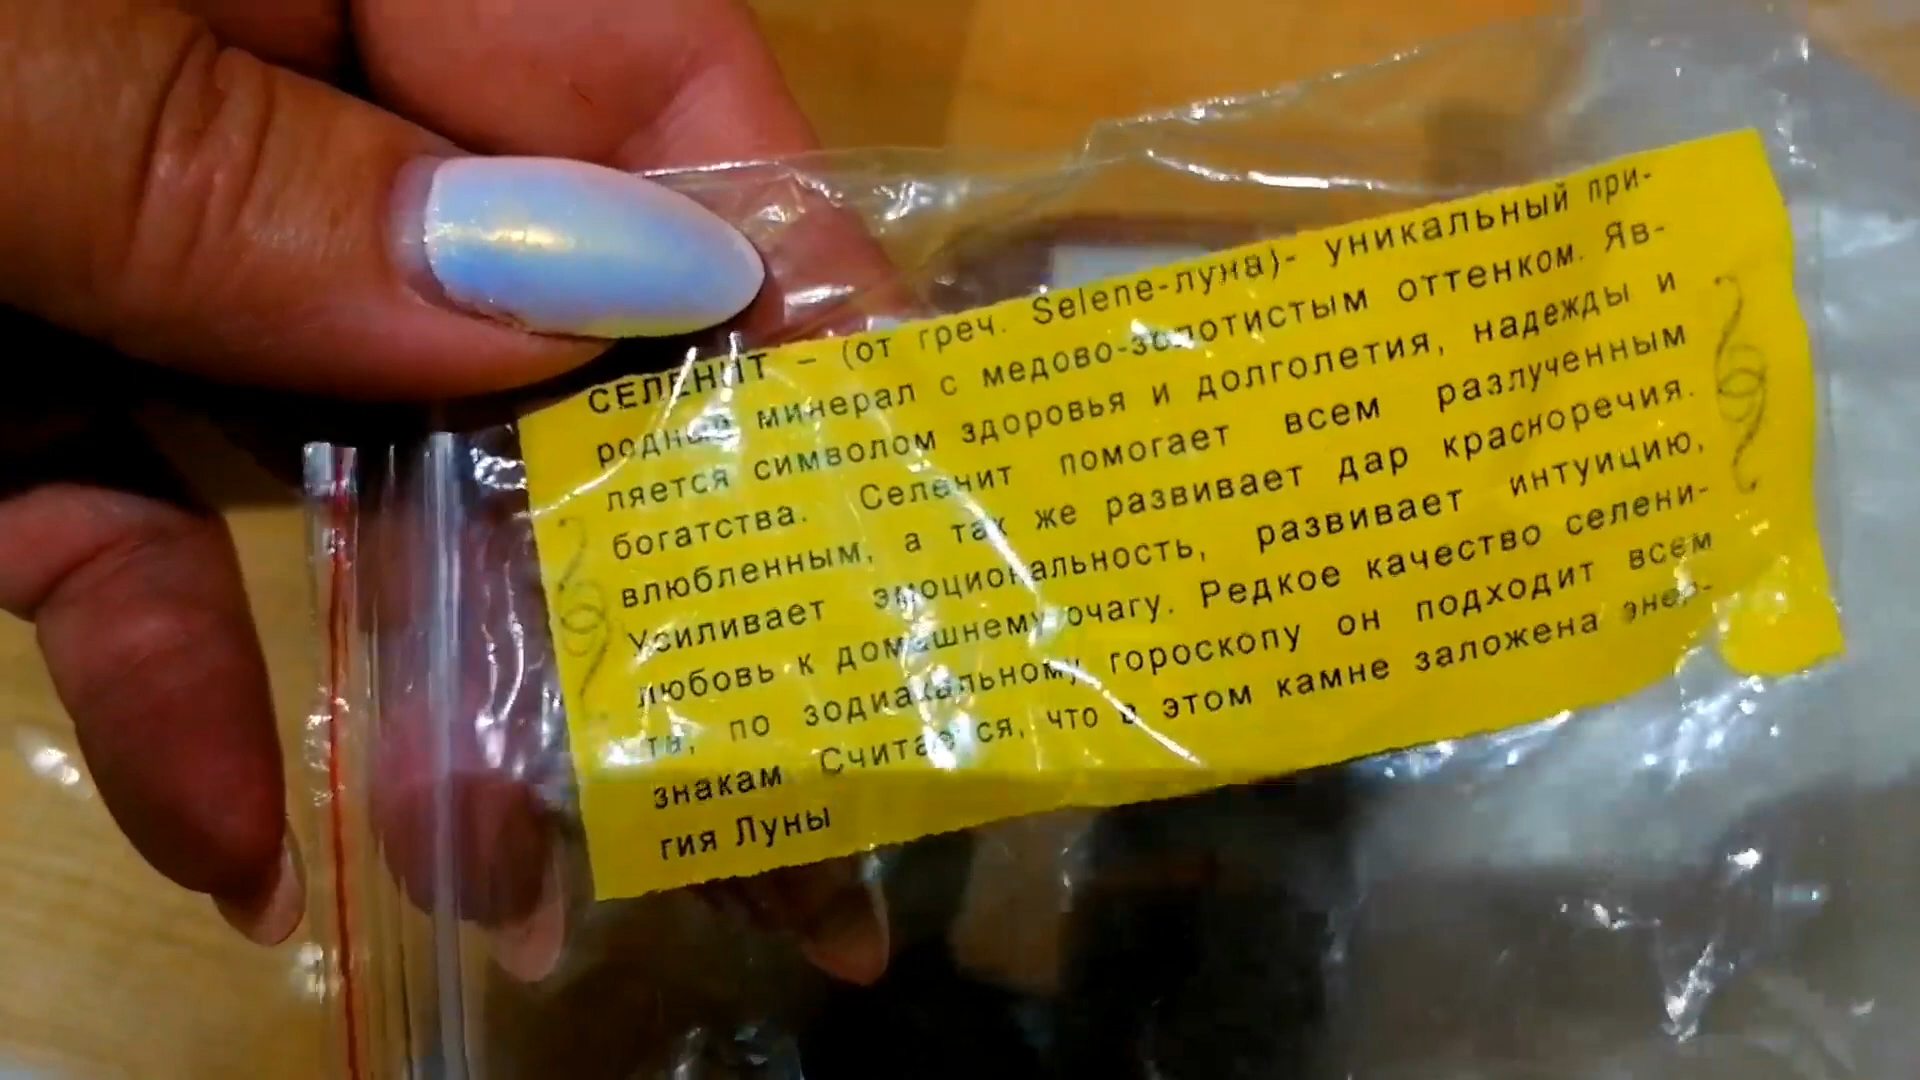 СЕЛЕНИТ – (от греч. Selene-луна)- уникальный при-
родный минерал с медово-золотистым оттенком. Яв-
ляется символом здоровья и долголетия, надежды и
богатства. Селенит помогает всем разлученным
влюбленным, а так же развивает дар красноречия.
Усиливает эмоциональность, развивает интуицию,
любовь к домашнему очагу. Редкое качество селени-
та, по зодиакальному гороскопу он подходит всем
знакам. Считается, что в этом камне заложена энер-
гия Луны